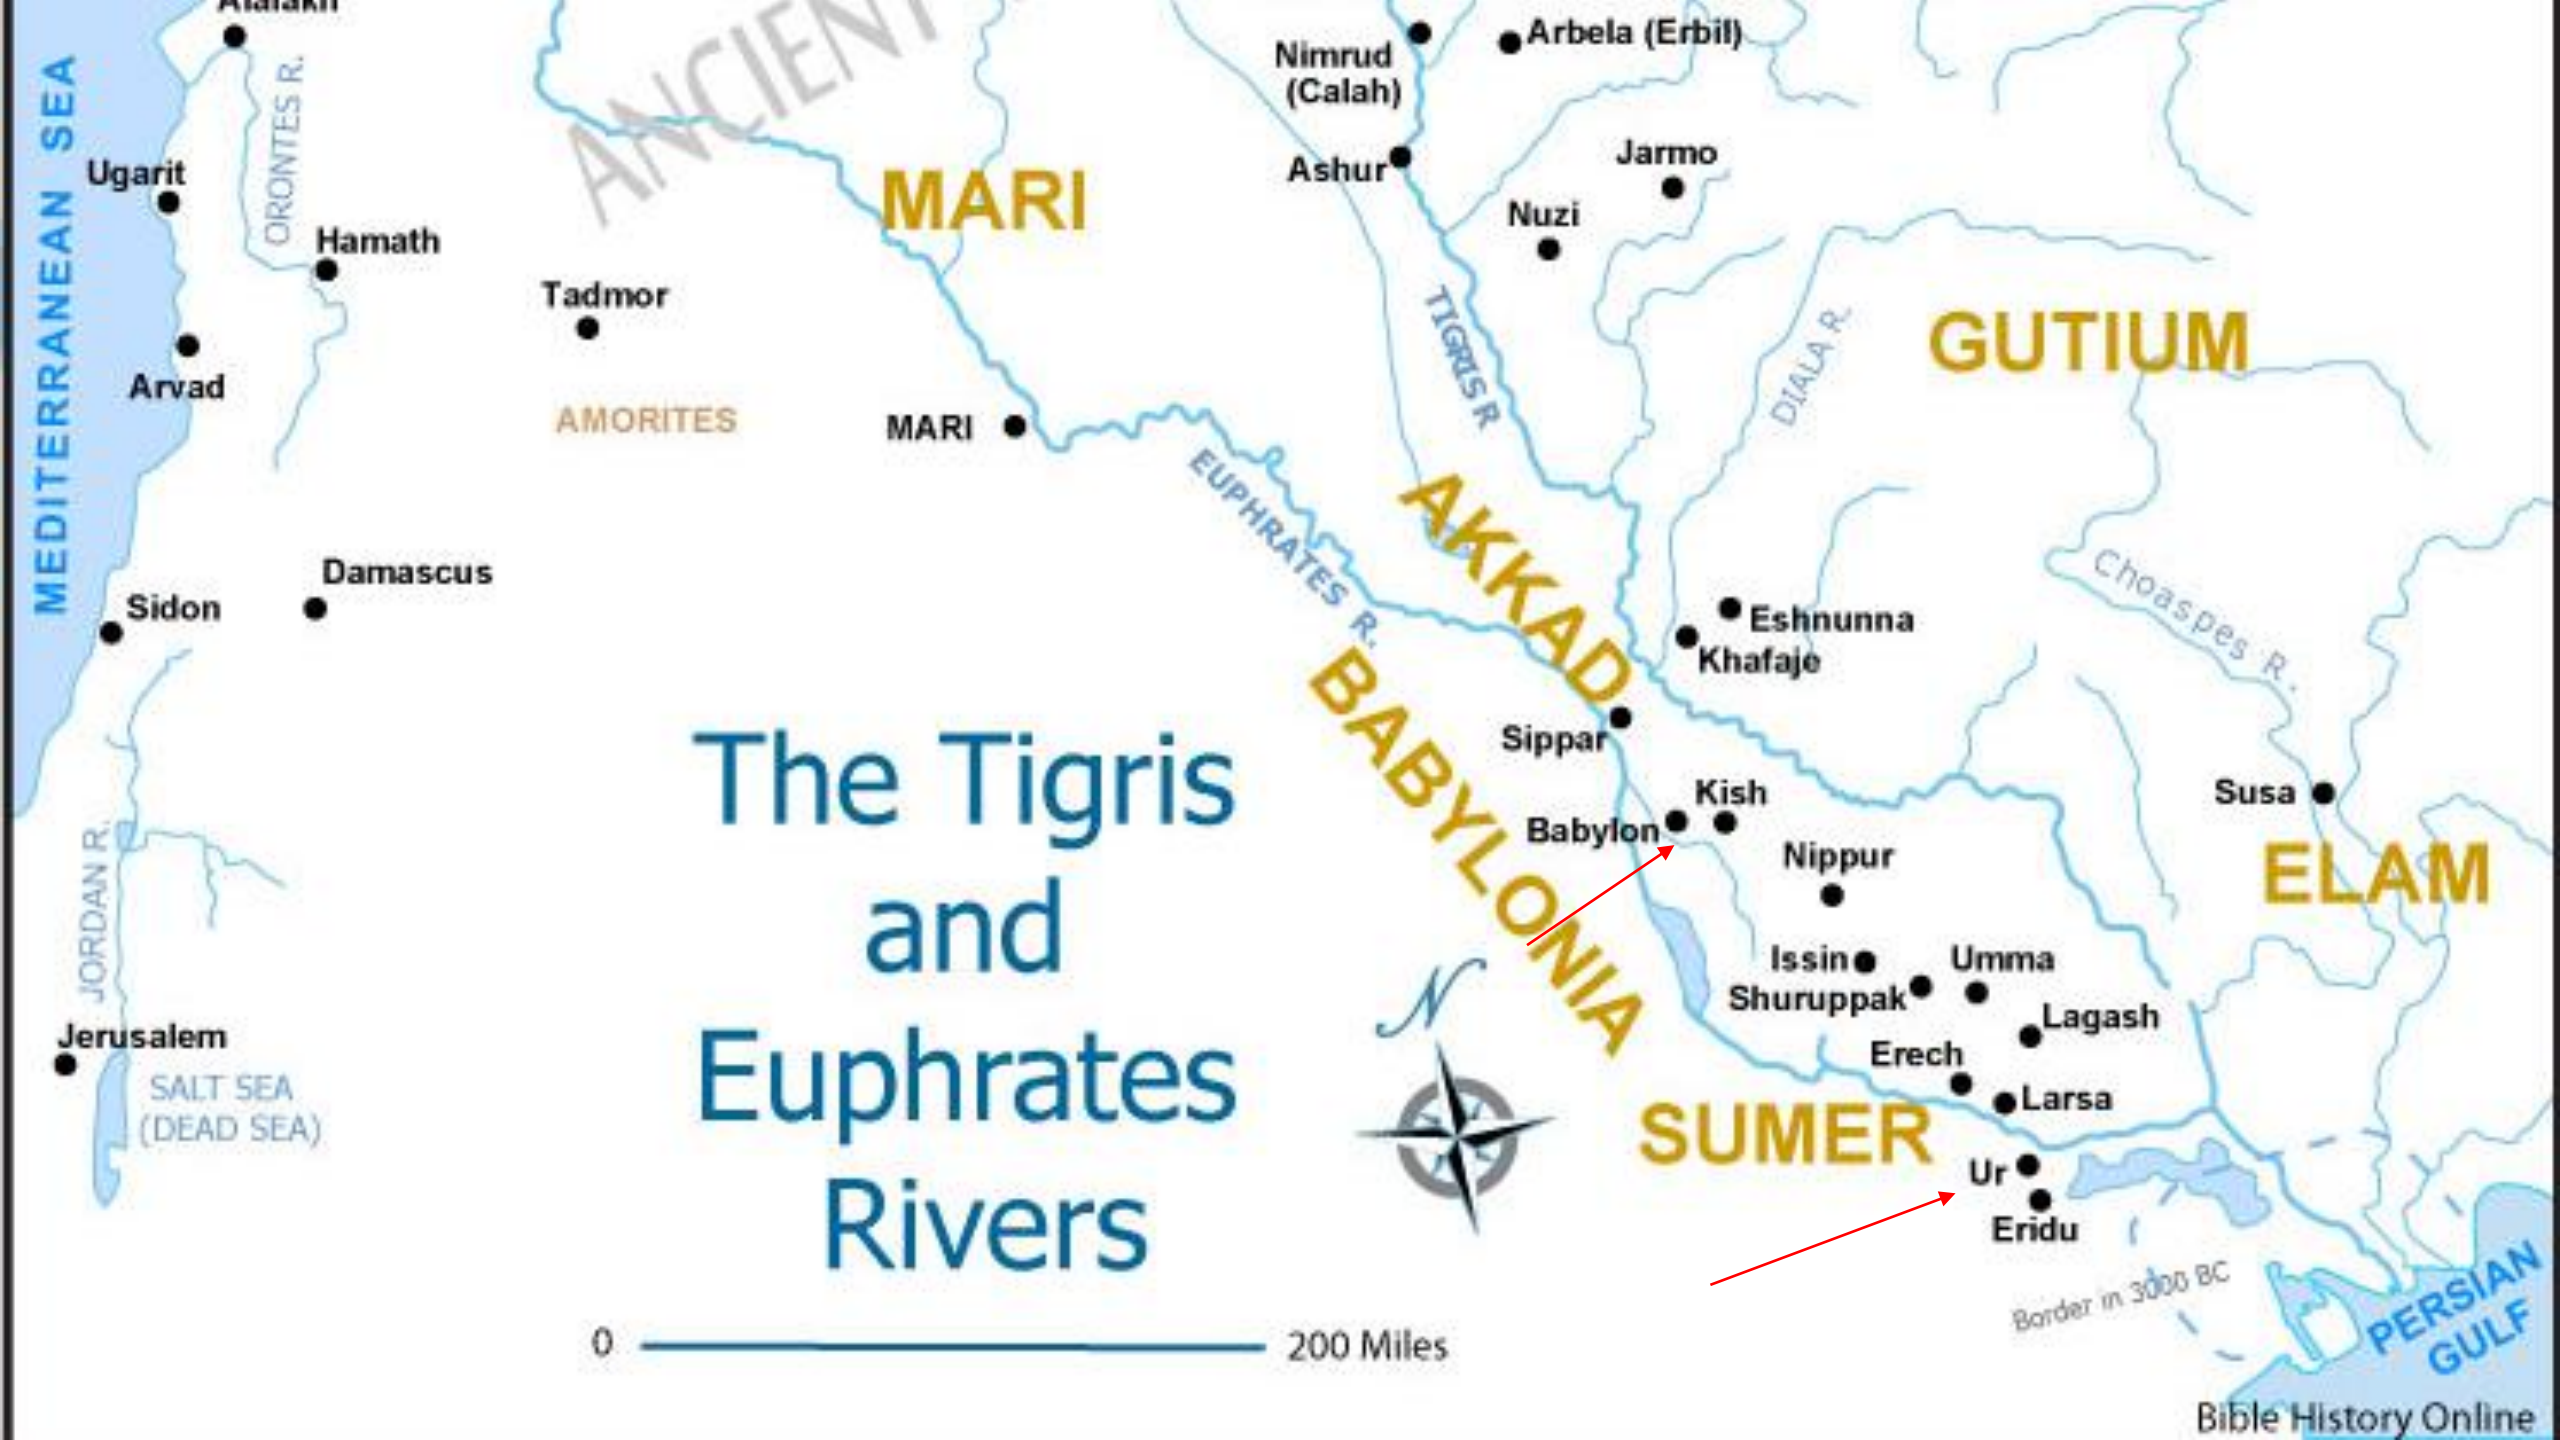 Alalakh
ANCIENT
Nimrud
(Calah)
Arbela (Erbil)
MEDITERRANEAN SEA
ORONTES R.
Ugarit
MARI
Ashur
Jarmo
Nuzi
Hamath
Tadmor
TIGRIS R
DIALA R.
GUTIUM
Arvad
AMORITES
MARI
EUPHRATES R.
AKKAD
Choaspes R.
Damascus
Sidon
Eshnunna
Khafaje
BABYLONIA
Sippar
The Tigris
and
Euphrates
Rivers
Kish
Babylon
Susa
Nippur
ELAM
JORDAN R.
Issin
Umma
N
Shuruppak
Lagash
Jerusalem
Erech
SALT SEA
(DEAD SEA)
Larsa
SUMER
Ur
Eridu
Border in 3000 BC
PERSIAN
GULF
0
200 Miles
Bible History Online